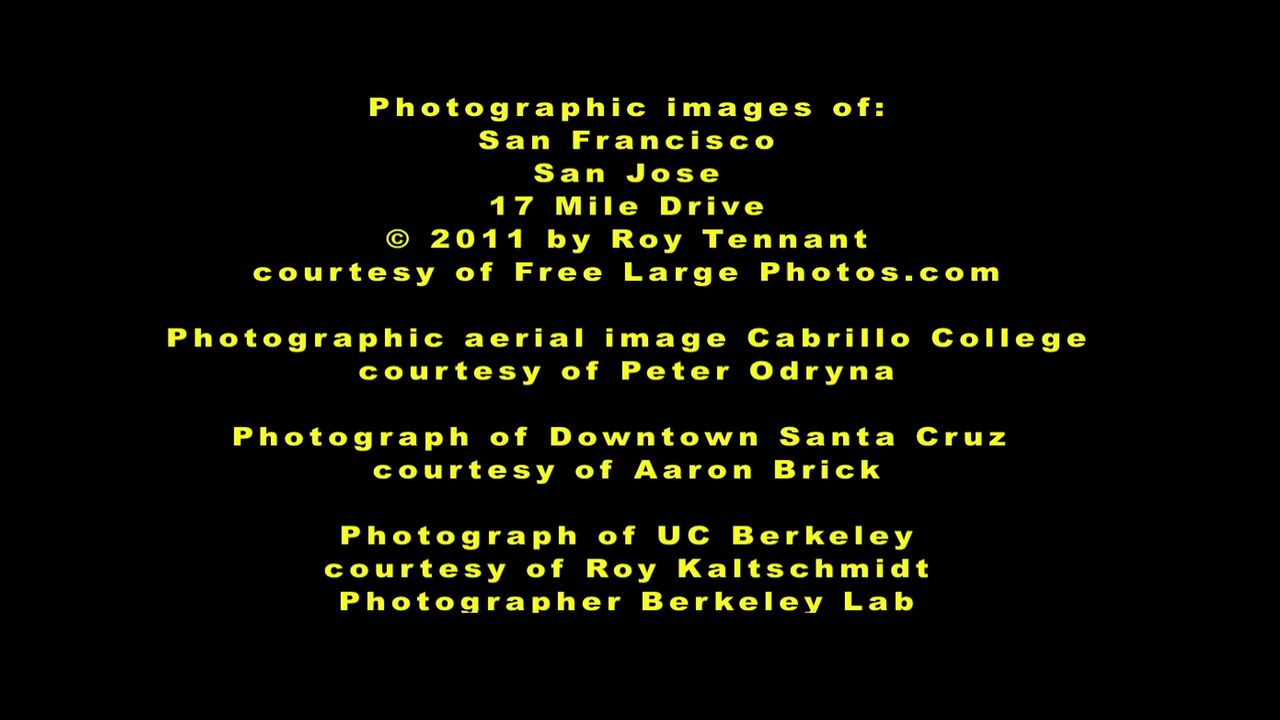 Photographic images of:
San Francisco
San Jose
17 Mile Drive
© 2011 by Roy Tennant
courtesy of Free Large Photos.com
Photographic aerial image Cabrillo College
courtesy of Peter Odryna
Photograph of Downtown Santa Cruz
courtesy of Aaron Brick
Photograph of UC Berkeley
courtesy of Roy Kaltschmidt
Photographer Berkeley Lab